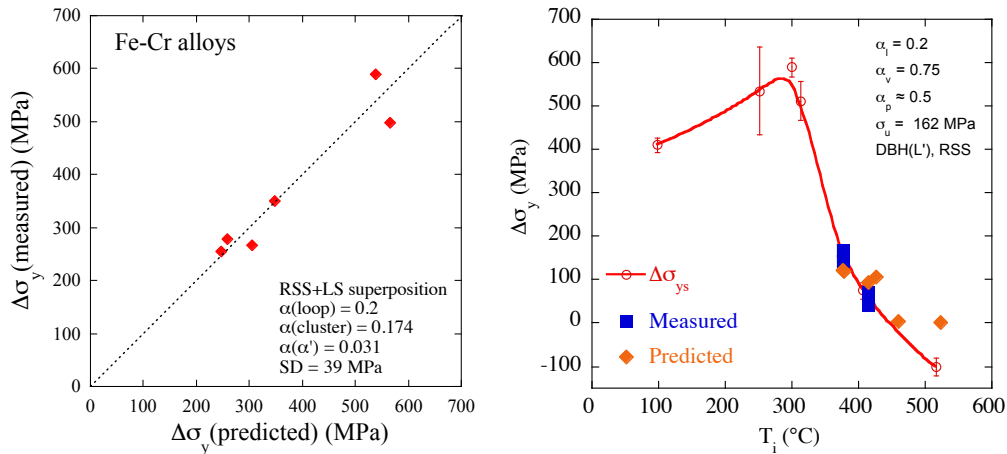 Fe-Cr alloys
Δσy(measured) (MPa)
700
600
500
400
300
200
100
0
RSS+LS superposition
α(loop) = 0.2
α(cluster) = 0.174
α(α') = 0.031
SD = 39 MPa
0 100 200 300 400 500 600 700
Δσy(predicted) (MPa)
Δσy (MPa)
700
600
500
400
300
200
100
0
-100
αl = 0.2
αv = 0.75
αp ≈ 0.5
σu = 162 MPa
DBH(L'), RSS
Δσys
Measured
Predicted
0 100 200 300 400 500 600
Ti (°C)